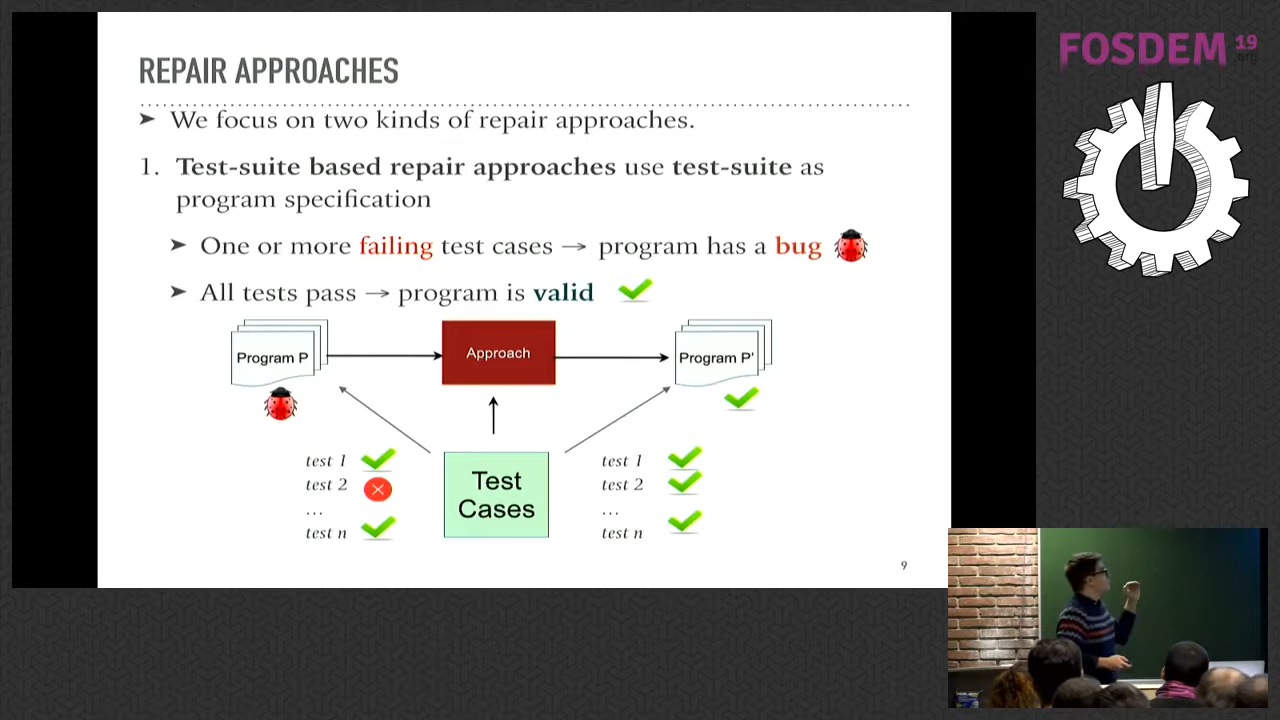 REPAIR APPROACHES
➤ We focus on two kinds of repair approaches.
1. Test-suite based repair approaches use test-suite as
program specification
➤ One or more failing test cases → program has a bug
➤ All tests pass → program is valid
Program P
Approach
Program P'
test 1
test 2
...
test n
Test
Cases
test 1
test 2
...
test n
9
FOSDEM 19
.org